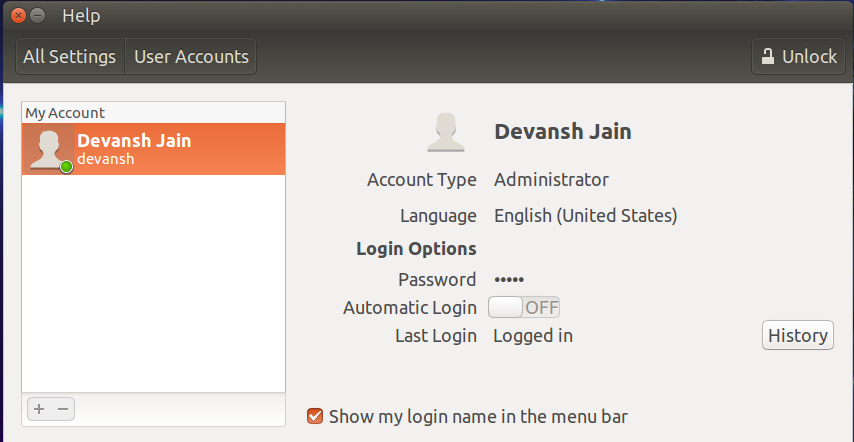 Help
All Settings User Accounts Unlock
My Account
Devansh Jain
devansh
Devansh Jain
Account Type Administrator
Language English (United States)
Login Options
Password •••••
Automatic Login OFF
Last Login Logged in History
Show my login name in the menu bar